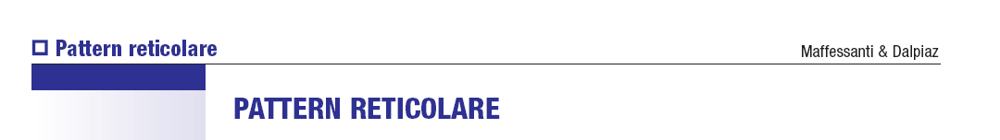 Pattern reticolare
Maffessanti & Dalpiaz
PATTERN RETICOLARE